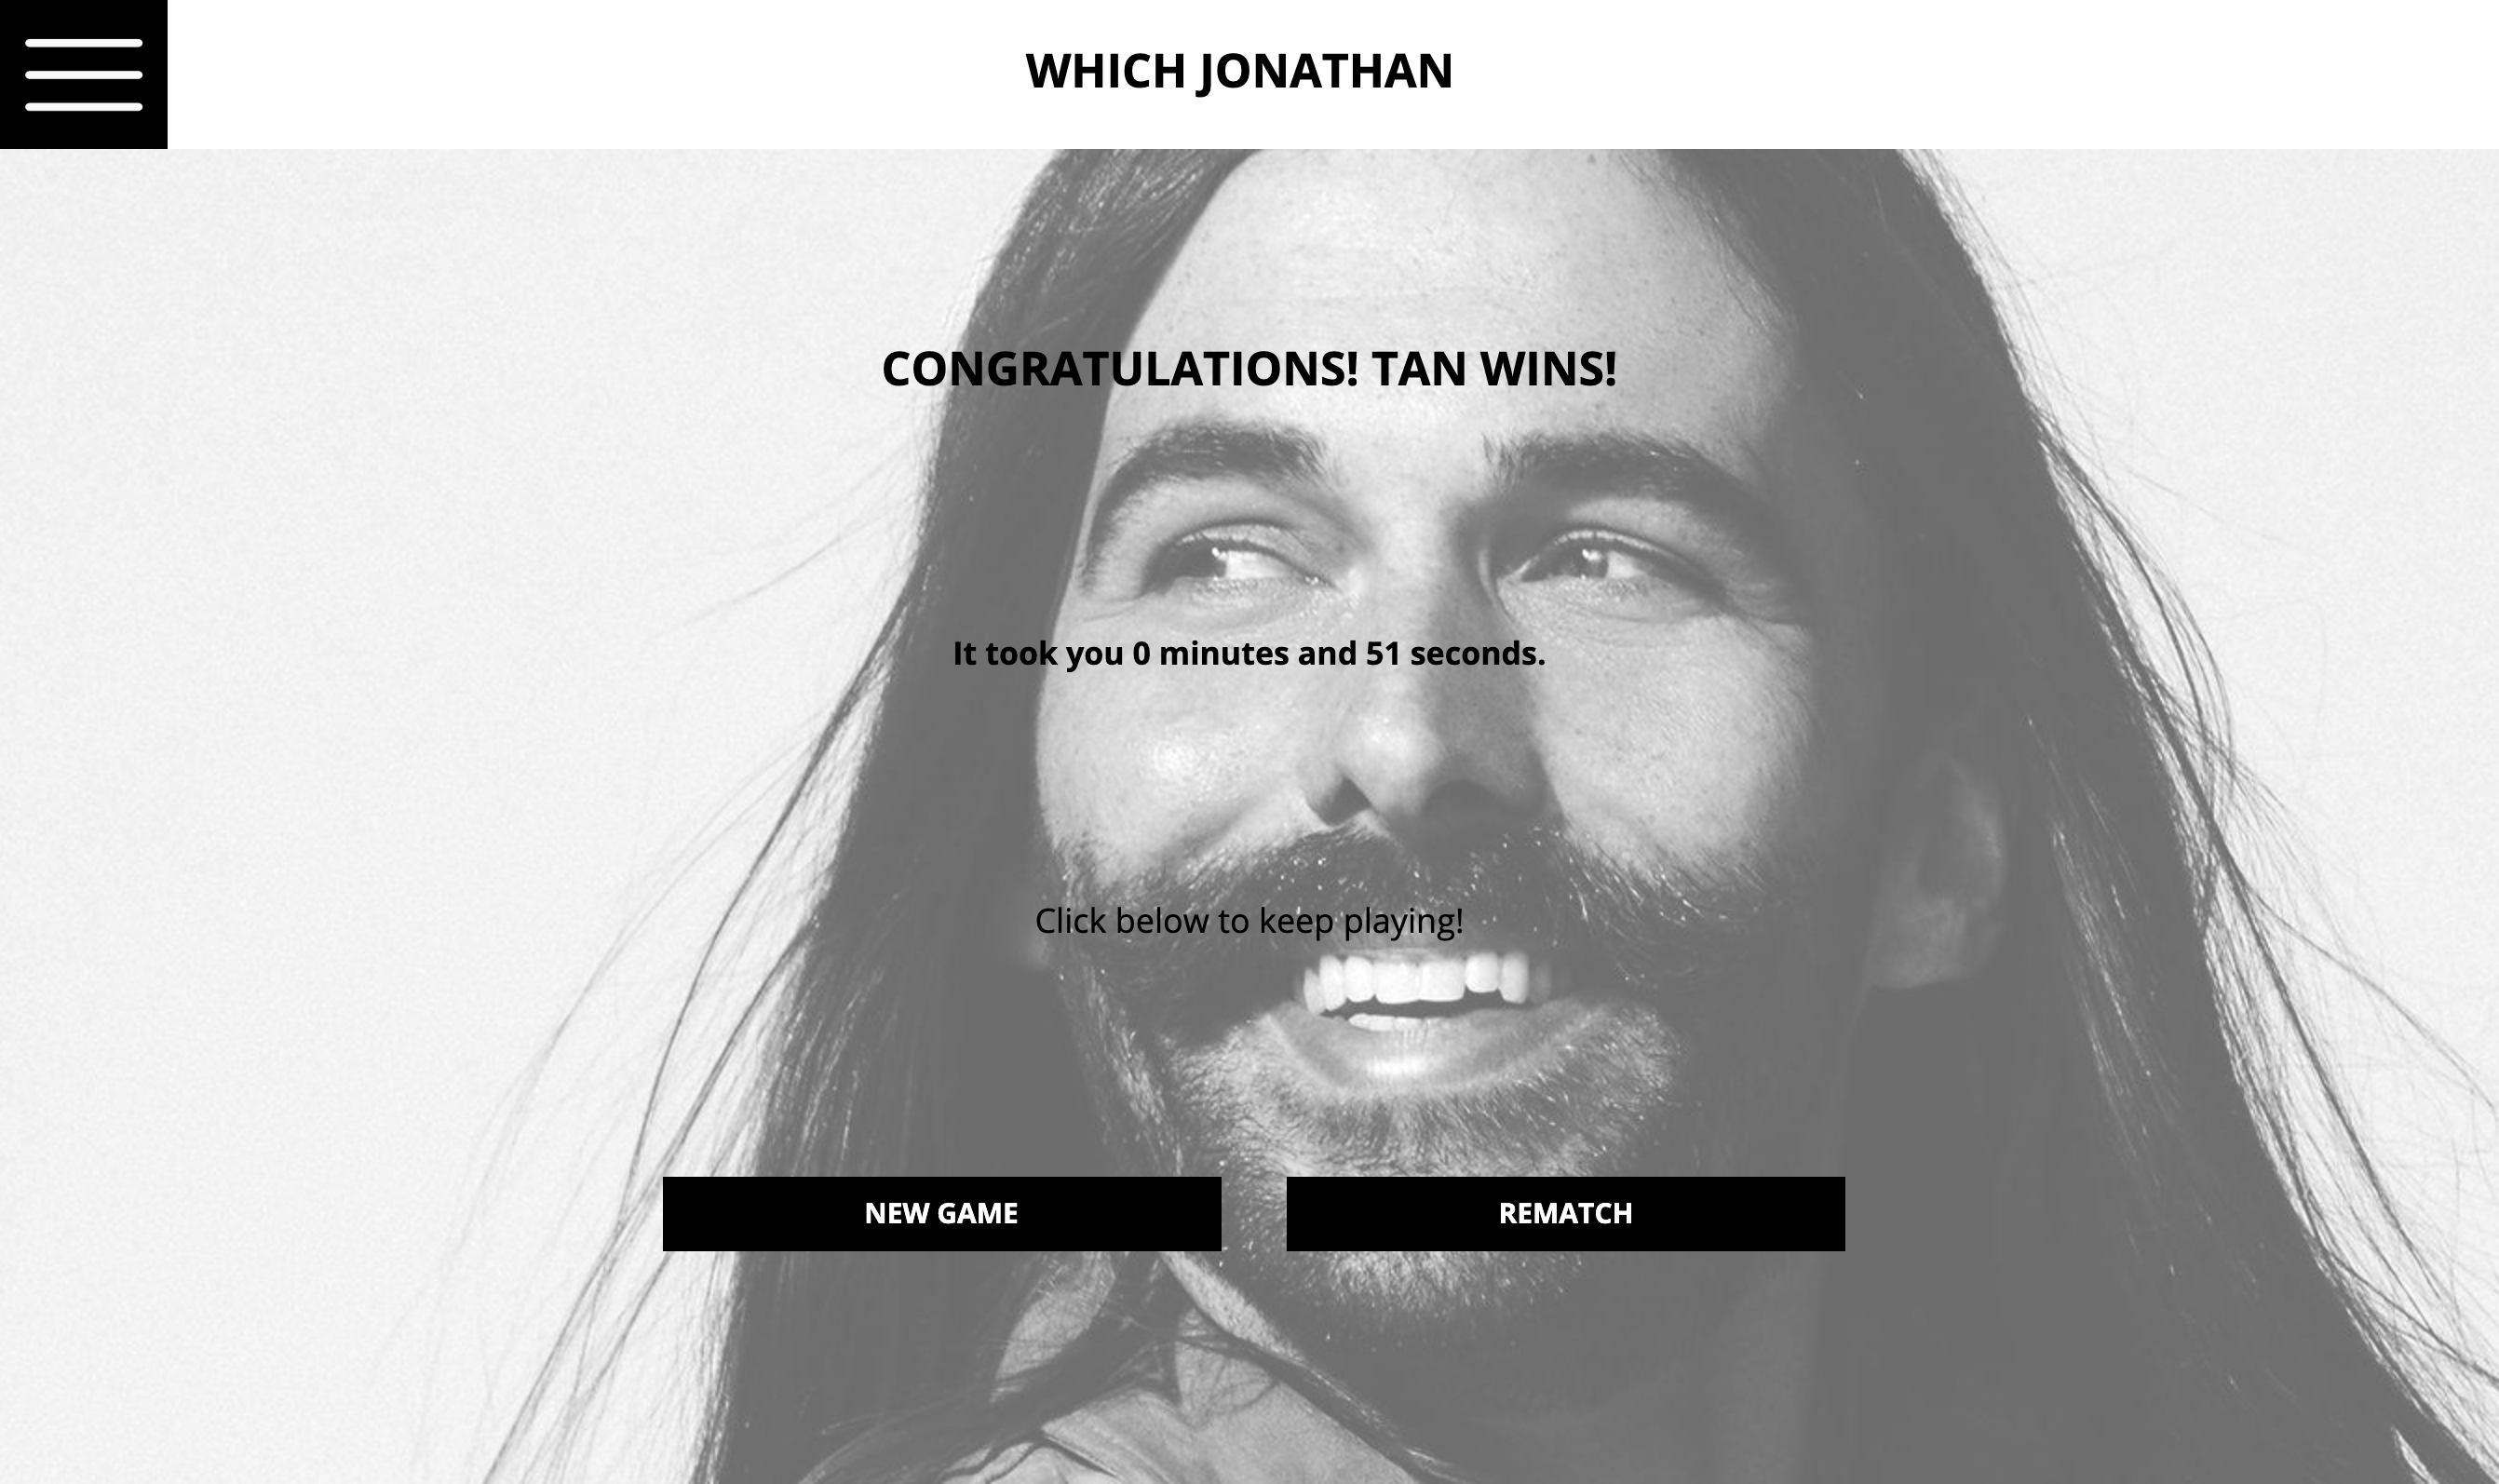 WHICH JONATHAN
CONGRATULATIONS! TAN WINS!
It took you 0 minutes and 51 seconds.
Click below to keep playing!
NEW GAME
REMATCH